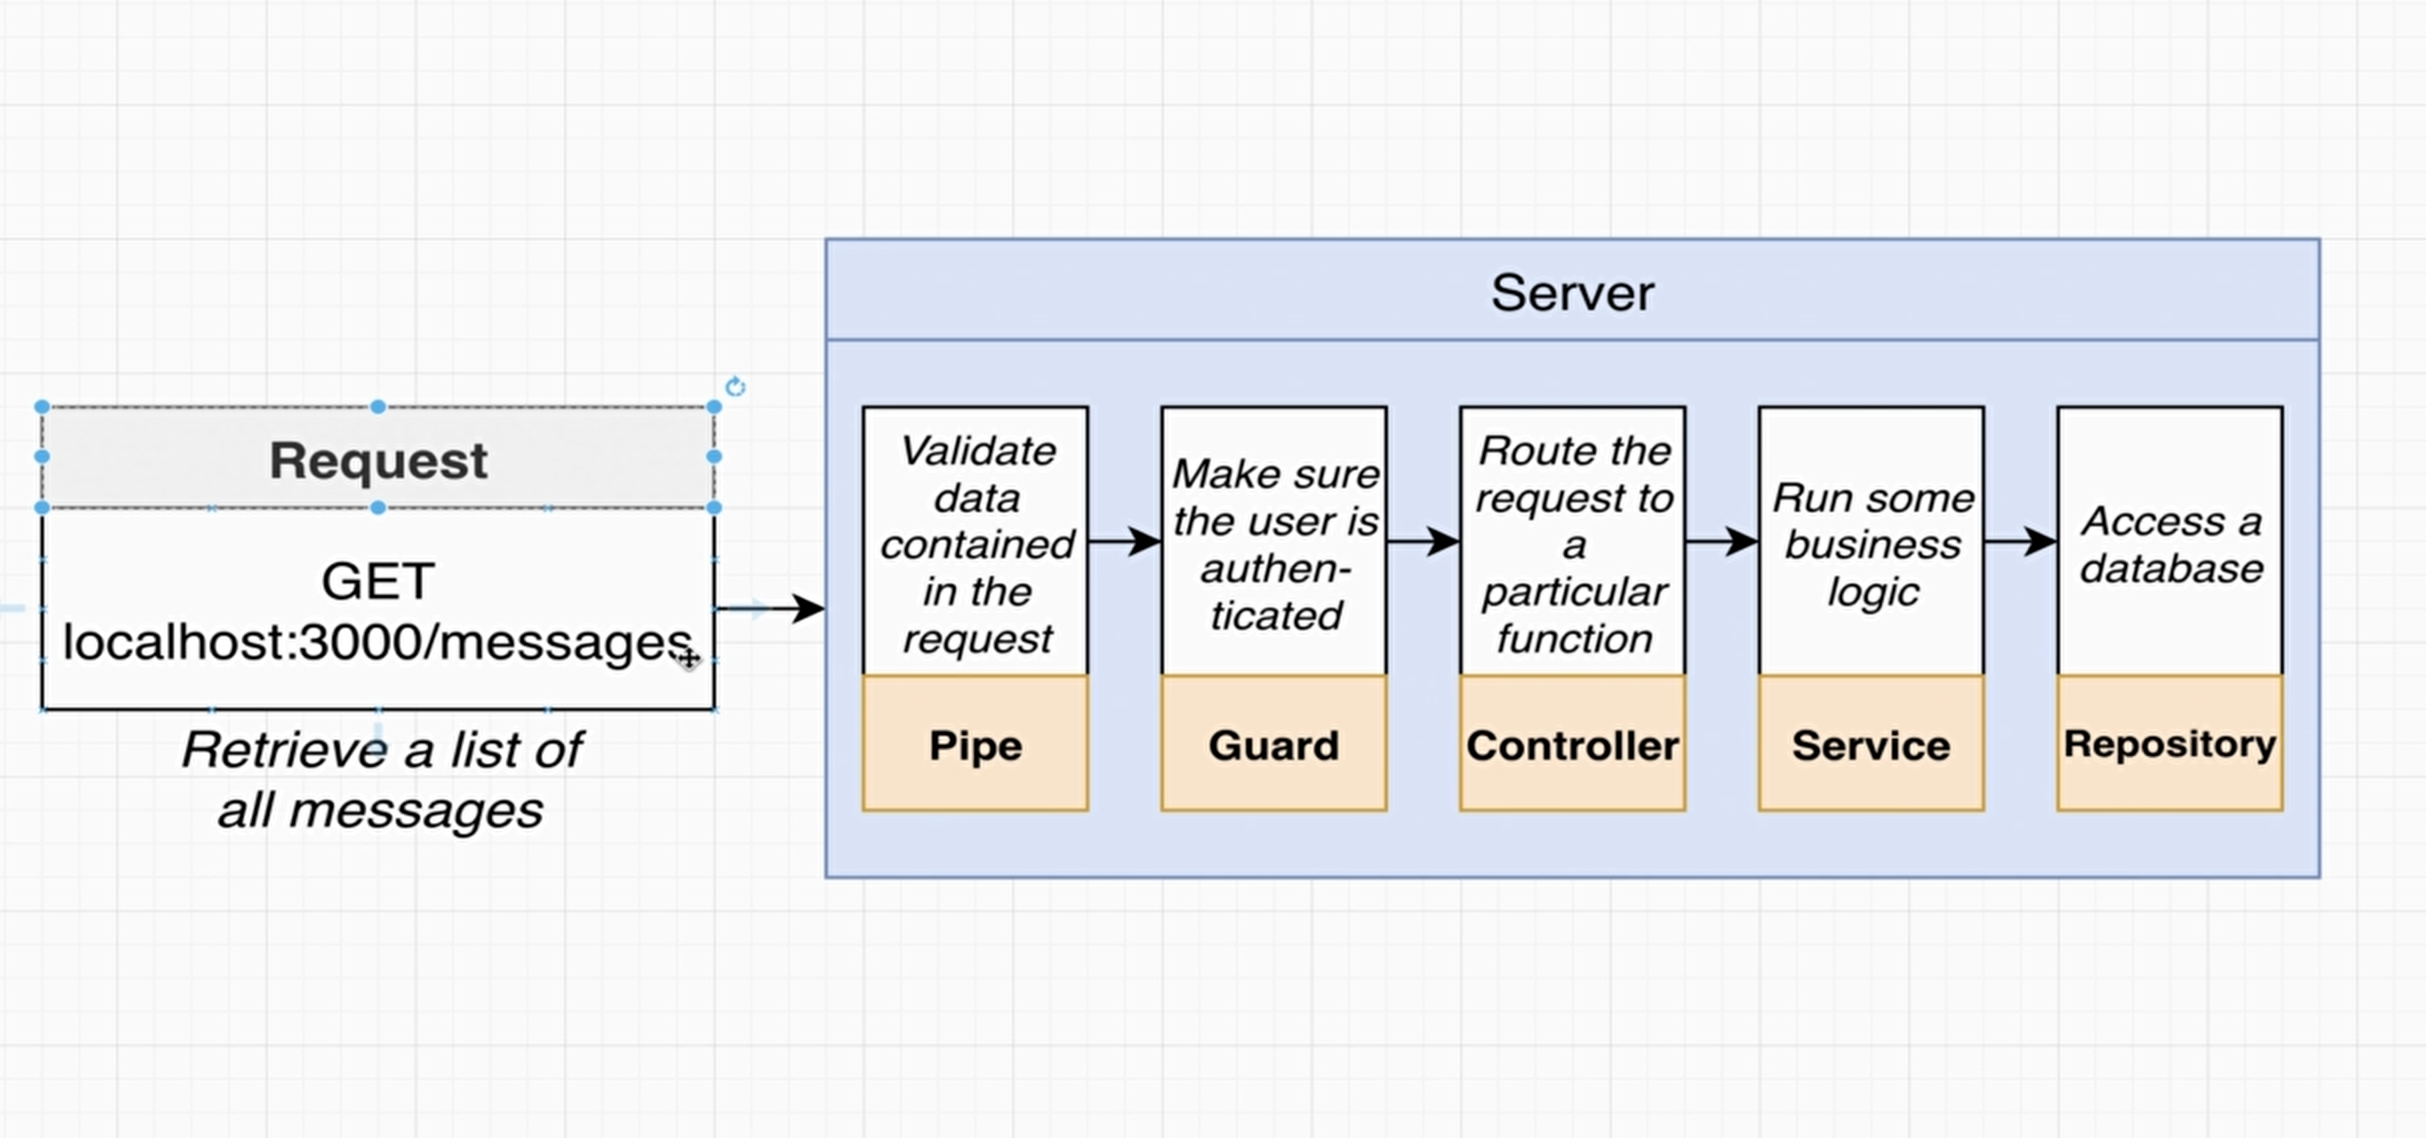 Server
Request
GET
localhost:3000/messages
Retrieve a list of
all messages
Validate
data
contained
in the
request
Pipe
Make sure
the user is
authen-
ticated
Guard
Route the
request to
a
particular
function
Controller
Run some
business
logic
Service
Access a
database
Repository